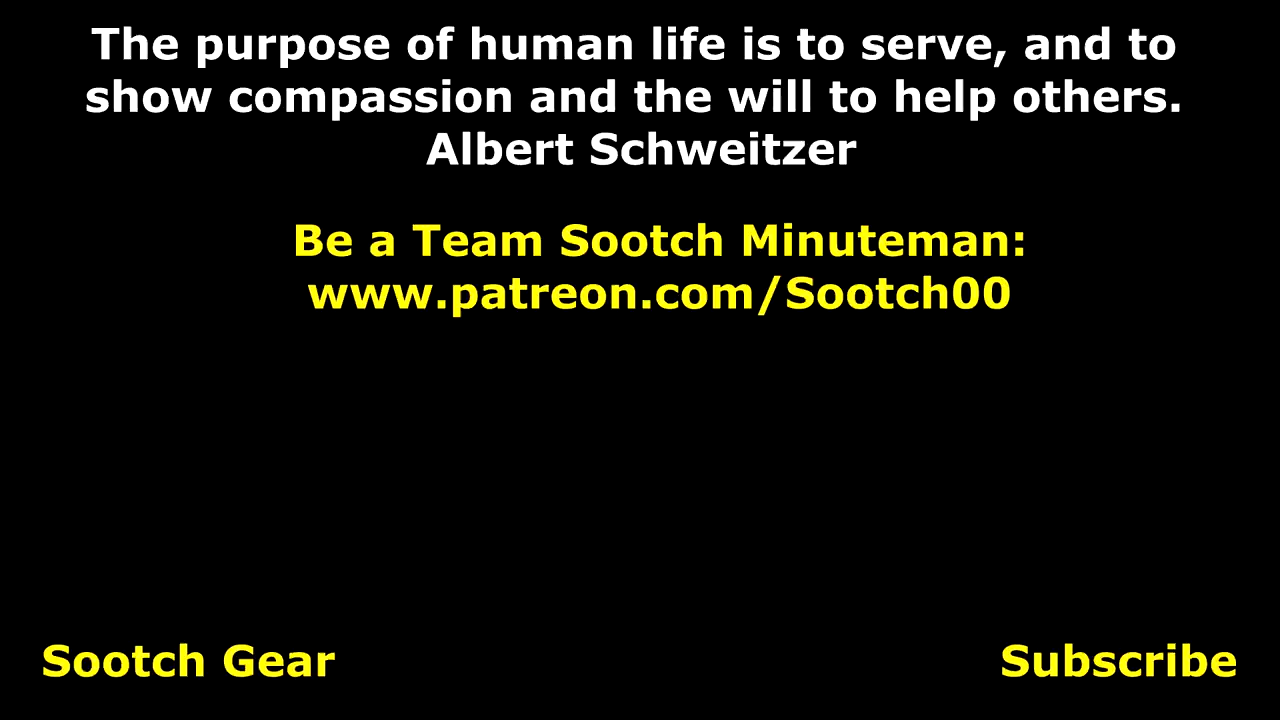 The purpose of human life is to serve, and to
show compassion and the will to help others.
Albert Schweitzer
Be a Team Sootch Minuteman:
www.patreon.com/Sootch00
Sootch Gear
Subscribe